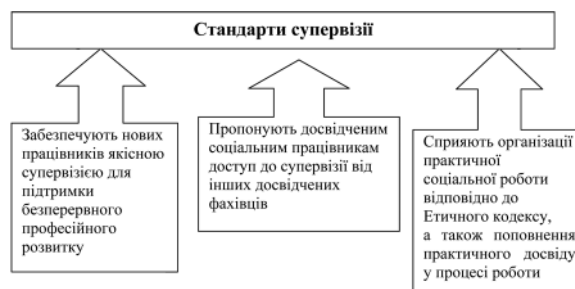 Стандарти супервізії
Забезпечують нових
працівників якісною
супервізією для
підтримки
безперервного
професійного
розвитку
Пропонують досвідченим
соціальним працівникам
доступ до супервізії від
інших досвідчених
фахівців
Сприяють організації
практичної
соціальної роботи
відповідно до
Етичного кодексу,
а також поповнення
практичного досвіду
у процесі роботи